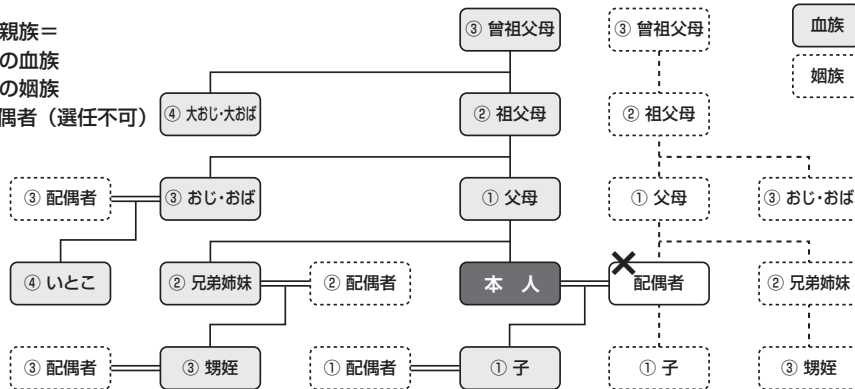 親族＝
の血族
の姻族
偶者（選任不可）
③ 曾祖父母
③ 曾祖父母
血族
姻族
④ 大おじ・大おば
② 祖父母
② 祖父母
③ 配偶者
③ おじ・おば
① 父母
① 父母
③ おじ・おば
④ いとこ
② 兄弟姉妹
② 配偶者
本 人
配偶者
② 兄弟姉妹
③ 配偶者
③ 甥姪
① 配偶者
① 子
① 子
③ 甥姪